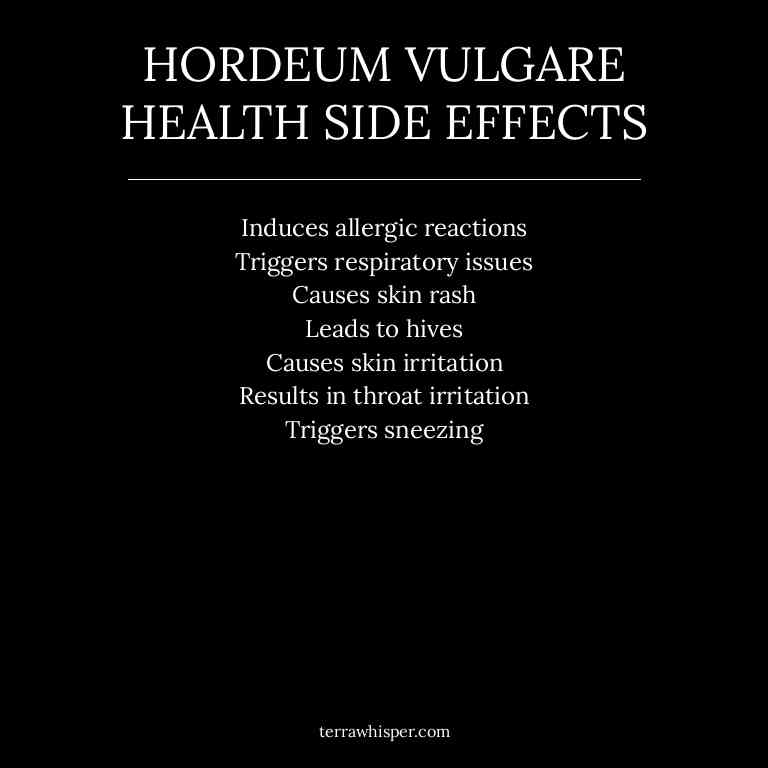 HORDEUM VULGARE
HEALTH SIDE EFFECTS
Induces allergic reactions
Triggers respiratory issues
Causes skin rash
Leads to hives
Causes skin irritation
Results in throat irritation
Triggers sneezing
terrawhisper.com